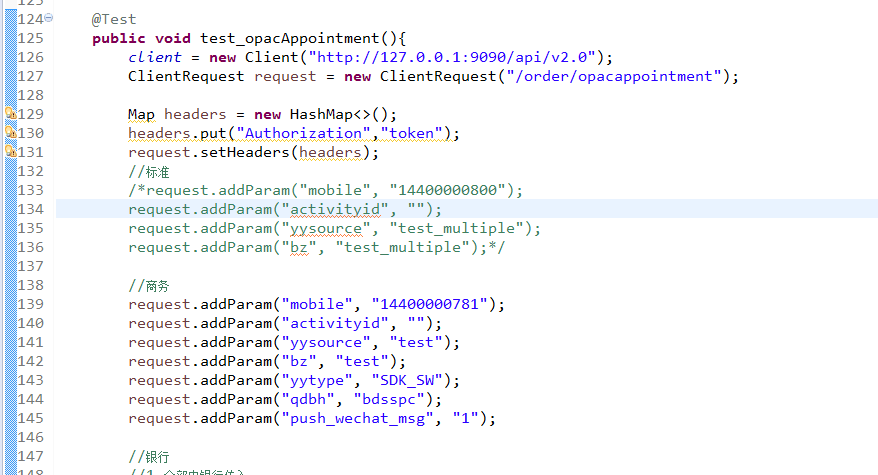 124 @Test
125 public void test_opacAppointment(){
126 client = new Client("http://127.0.0.1:9090/api/v2.0");
127 ClientRequest request = new ClientRequest("/order/opacappointment");
128
129 Map headers = new HashMap<>();
130 headers.put("Authorization","token");
131 request.setHeaders(headers);
132 //标准
133 /*request.addParam("mobile", "14400000800");
134 request.addParam("activityid", "");
135 request.addParam("yysource", "test_multiple");
136 request.addParam("bz", "test_multiple");*/
137
138 //商务
139 request.addParam("mobile", "14400000781");
140 request.addParam("activityid", "");
141 request.addParam("yysource", "test");
142 request.addParam("bz", "test");
143 request.addParam("yytype", "SDK_SW");
144 request.addParam("qdbh", "bdsspc");
145 request.addParam("push_wechat_msg", "1");
146
147 //银行